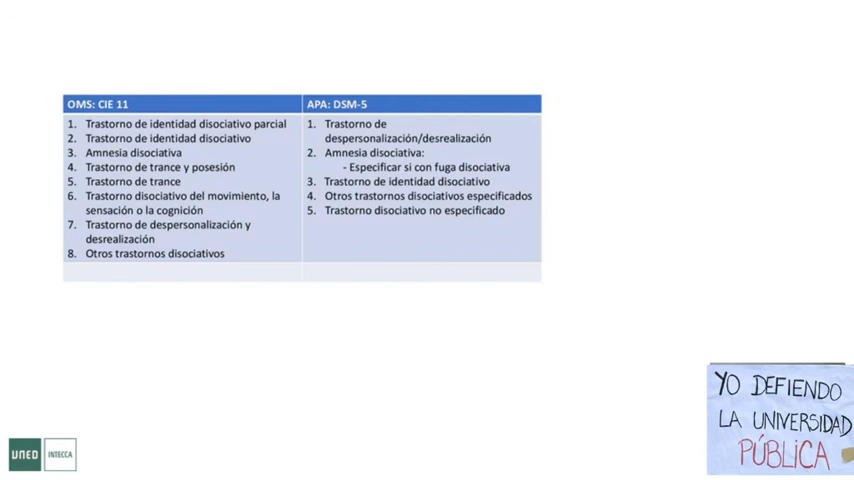 OMS: CIE 11
1. Trastorno de identidad disociativo parcial
2. Trastorno de identidad disociativo
3. Amnesia disociativa
4. Trastorno de trance y posesión
5. Trastorno de trance
6. Trastorno disociativo del movimiento, la
sensación o la cognición
7. Trastorno de despersonalización y
desrealización
8. Otros trastornos disociativos
APA: DSM-5
1. Trastorno de
despersonalización/desrealización
2. Amnesia disociativa:
- Especificar si con fuga disociativa
3. Trastorno de identidad disociativo
4. Otros trastornos disociativos especificados
5. Trastorno disociativo no especificado
YO DEFIENDO
LA UNIVERSIDAD
PÚBLICA
UNED INTECCA